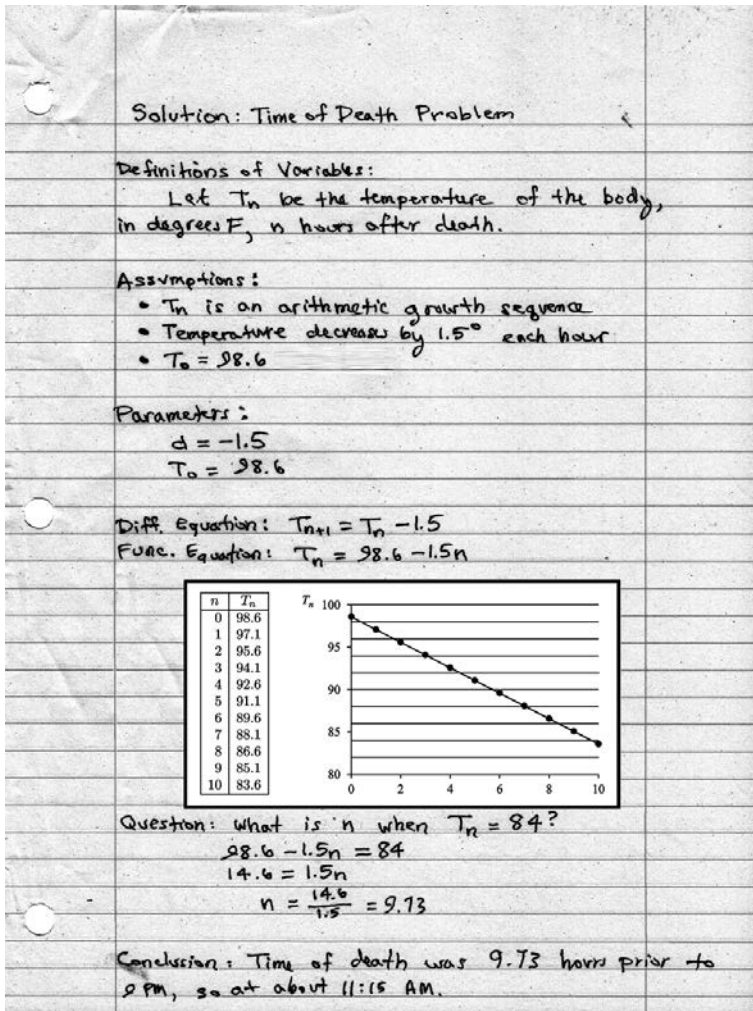 Solution: Time of Death Problem
Definitions of Variables:
Let Tn be the temperature of the body,
in degrees F, n hours after death.
Assumptions:
• Tn is an arithmetic growth sequence
• Temperature decreases by 1.5° each hour
• T0 = 98.6
Parameters:
d = -1.5
T0 = 98.6
Diff. Equation: Tn+1 = Tn - 1.5
Func. Equation: Tn = 98.6 - 1.5n
n Tn
0 98.6
1 97.1
2 95.6
3 94.1
4 92.6
5 91.1
6 89.6
7 88.1
8 86.6
9 85.1
10 83.6
Tn 100
95
90
85
80
0 2 4 6 8 10
Question: What is n when Tn = 84?
98.6 - 1.5n = 84
14.6 = 1.5n
n = 14.6/1.5 = 9.73
Conclussion: Time of death was 9.73 hours prior to
9 PM, so at about 11:15 AM.